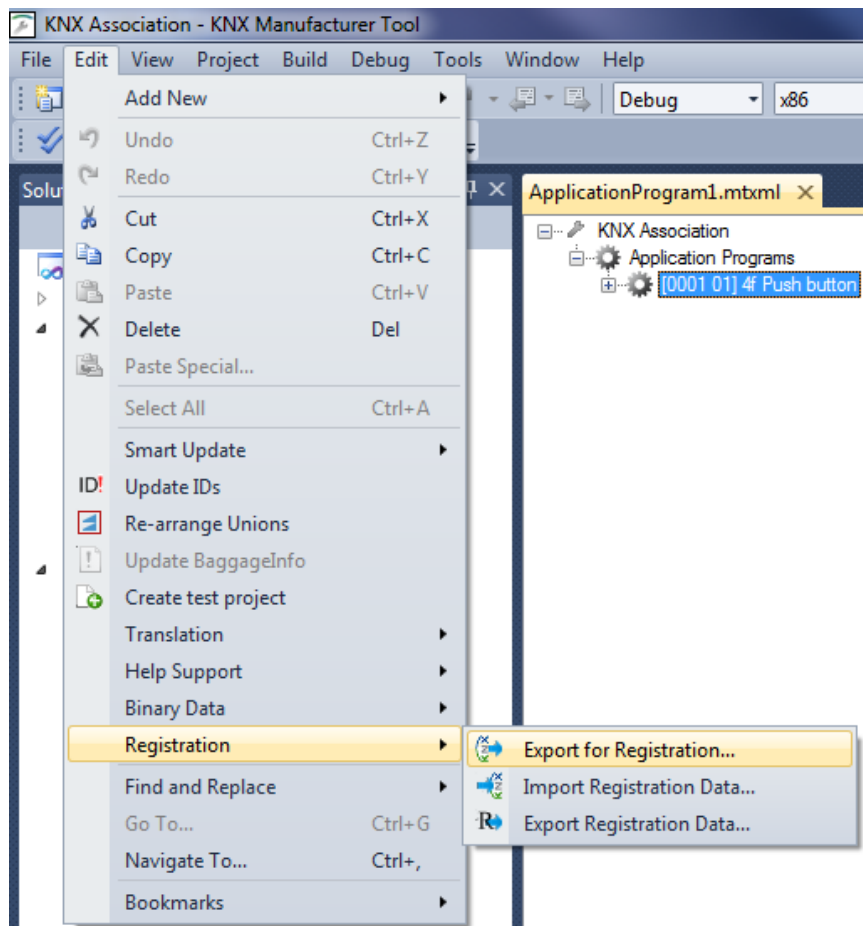 KNX Association - KNX Manufacturer Tool
File Edit View Project Build Debug Tools Window Help
Debug x86
Add New
Undo Ctrl+Z
Redo Ctrl+Y
Cut Ctrl+X
Copy Ctrl+C
Paste Ctrl+V
Delete Del
Paste Special...
Select All Ctrl+A
Smart Update
ID! Update IDs
Re-arrange Unions
Update BaggageInfo
Create test project
Translation
Help Support
Binary Data
Registration
Find and Replace
Go To... Ctrl+G
Navigate To... Ctrl+,
Bookmarks
Export for Registration...
Import Registration Data...
Export Registration Data...
Solu
ApplicationProgram1.mtxml
KNX Association
Application Programs
[0001 01] 4f Push button